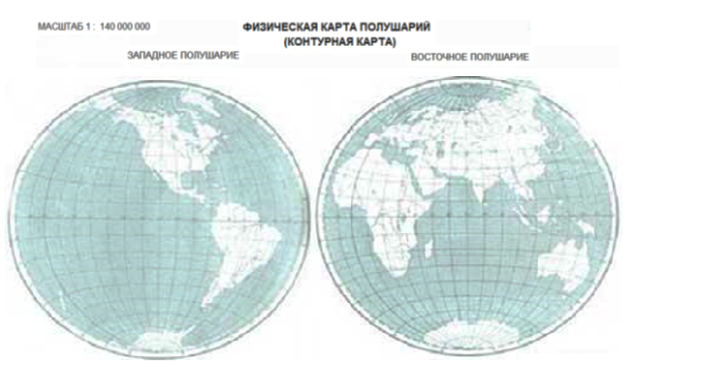 МАСШТАБ 1 : 140 000 000
ФИЗИЧЕСКАЯ КАРТА ПОЛУШАРИЙ
(КОНТУРНАЯ КАРТА)
ЗАПАДНОЕ ПОЛУШАРИЕ
ВОСТОЧНОЕ ПОЛУШАРИЕ